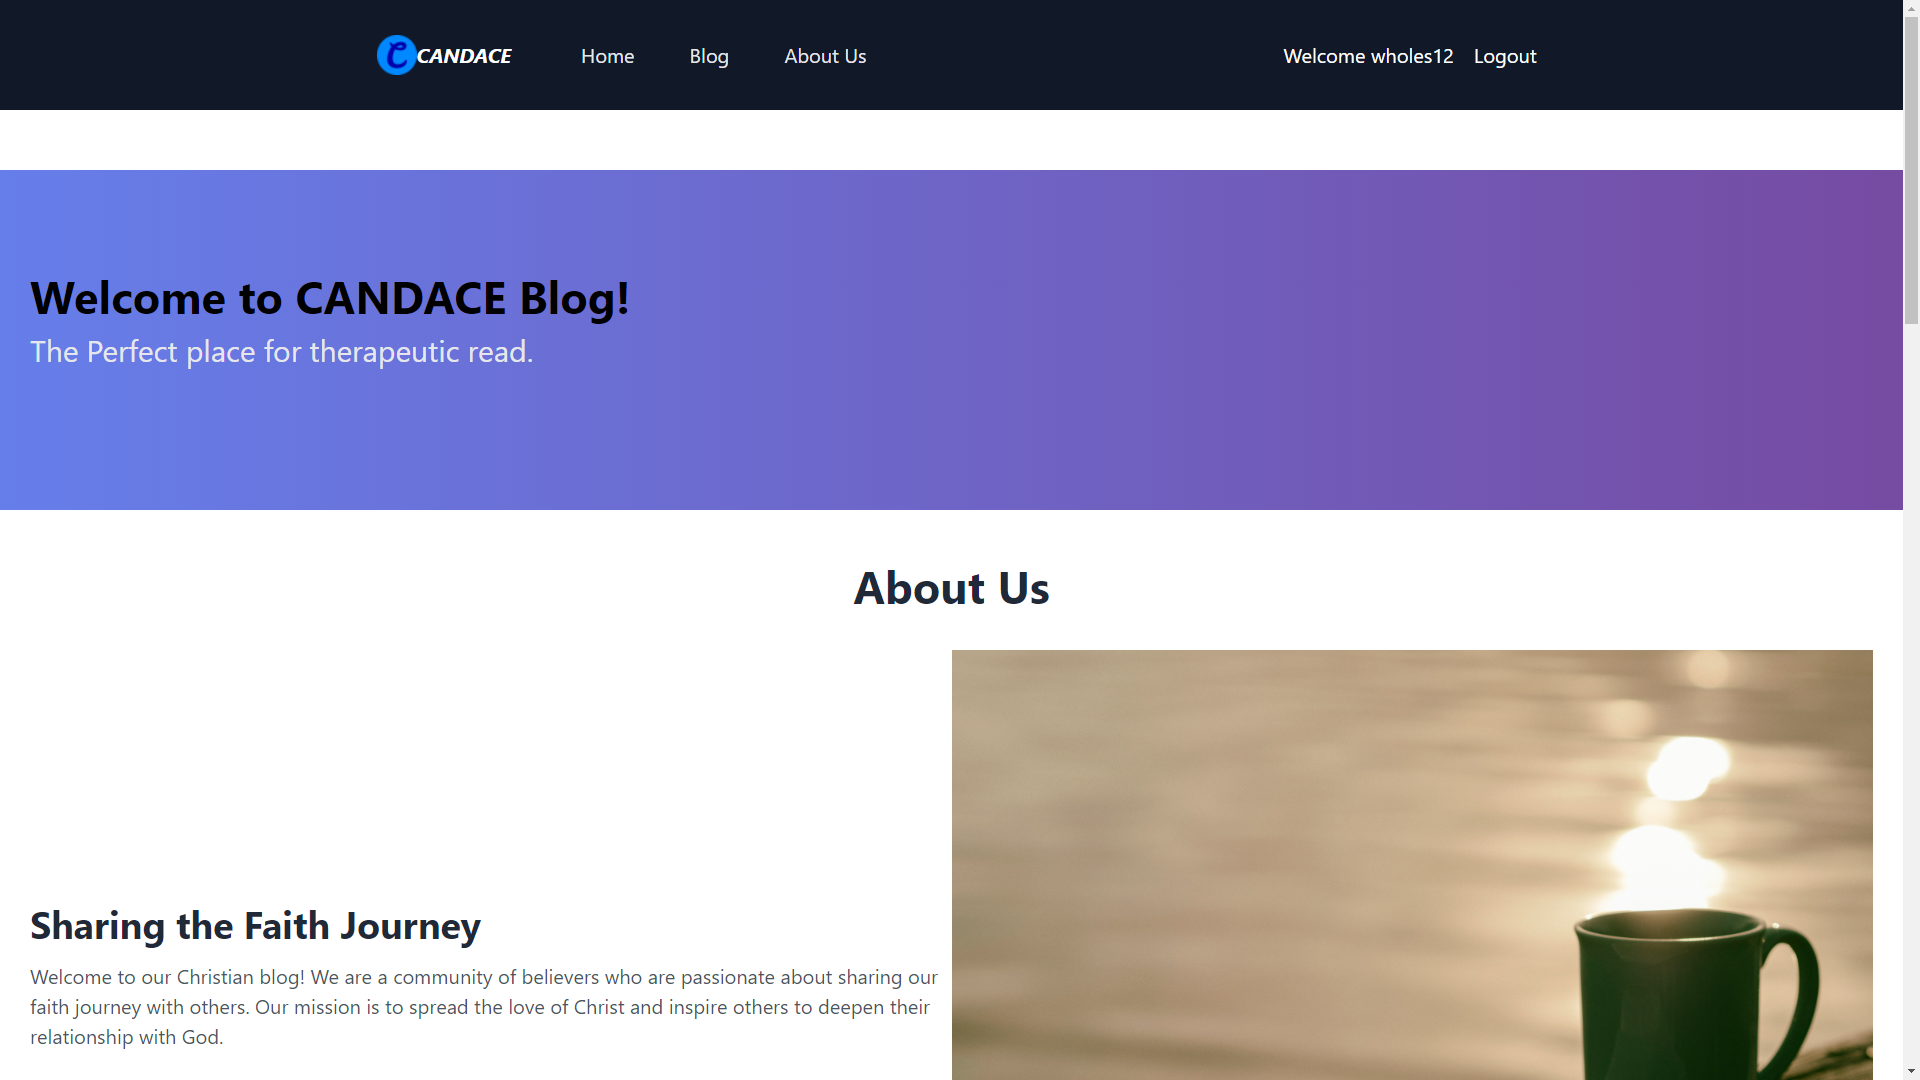 C CANDACE Home Blog About Us Welcome wholes12 Logout
Welcome to CANDACE Blog!
The Perfect place for therapeutic read.
About Us
Sharing the Faith Journey
Welcome to our Christian blog! We are a community of believers who are passionate about sharing our
faith journey with others. Our mission is to spread the love of Christ and inspire others to deepen their
relationship with God.